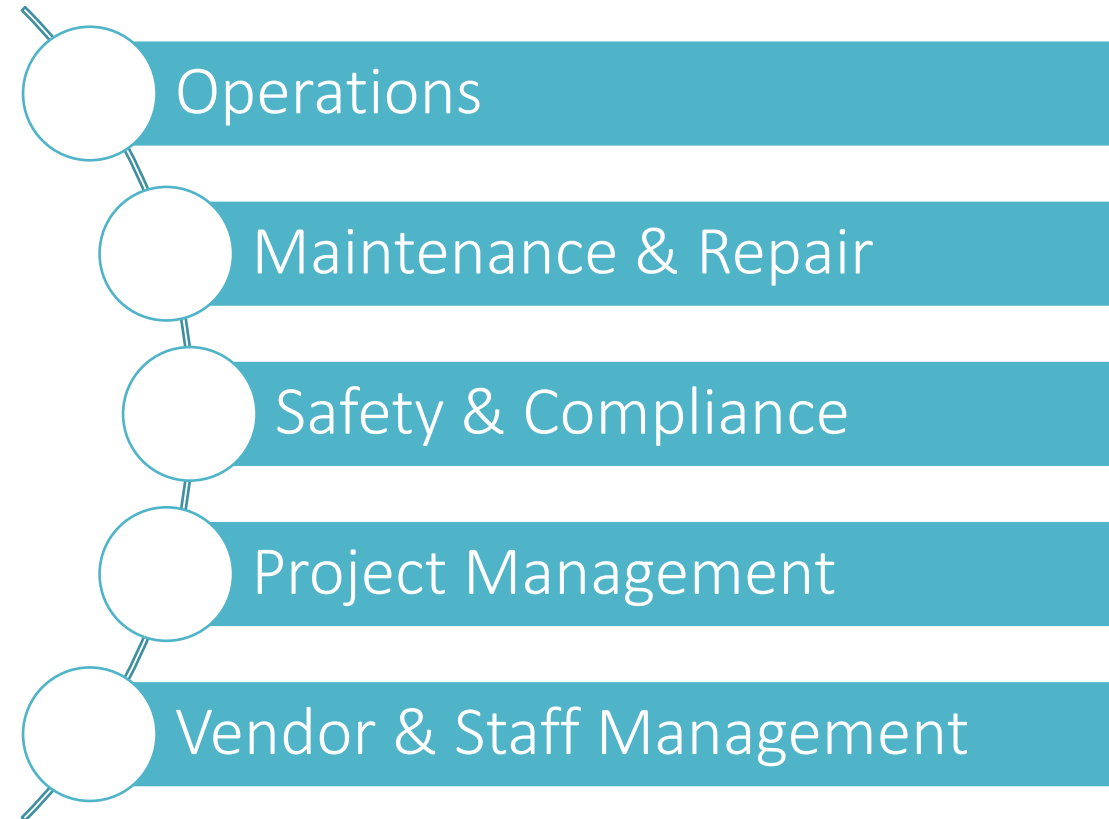 Operations
Maintenance & Repair
Safety & Compliance
Project Management
Vendor & Staff Management